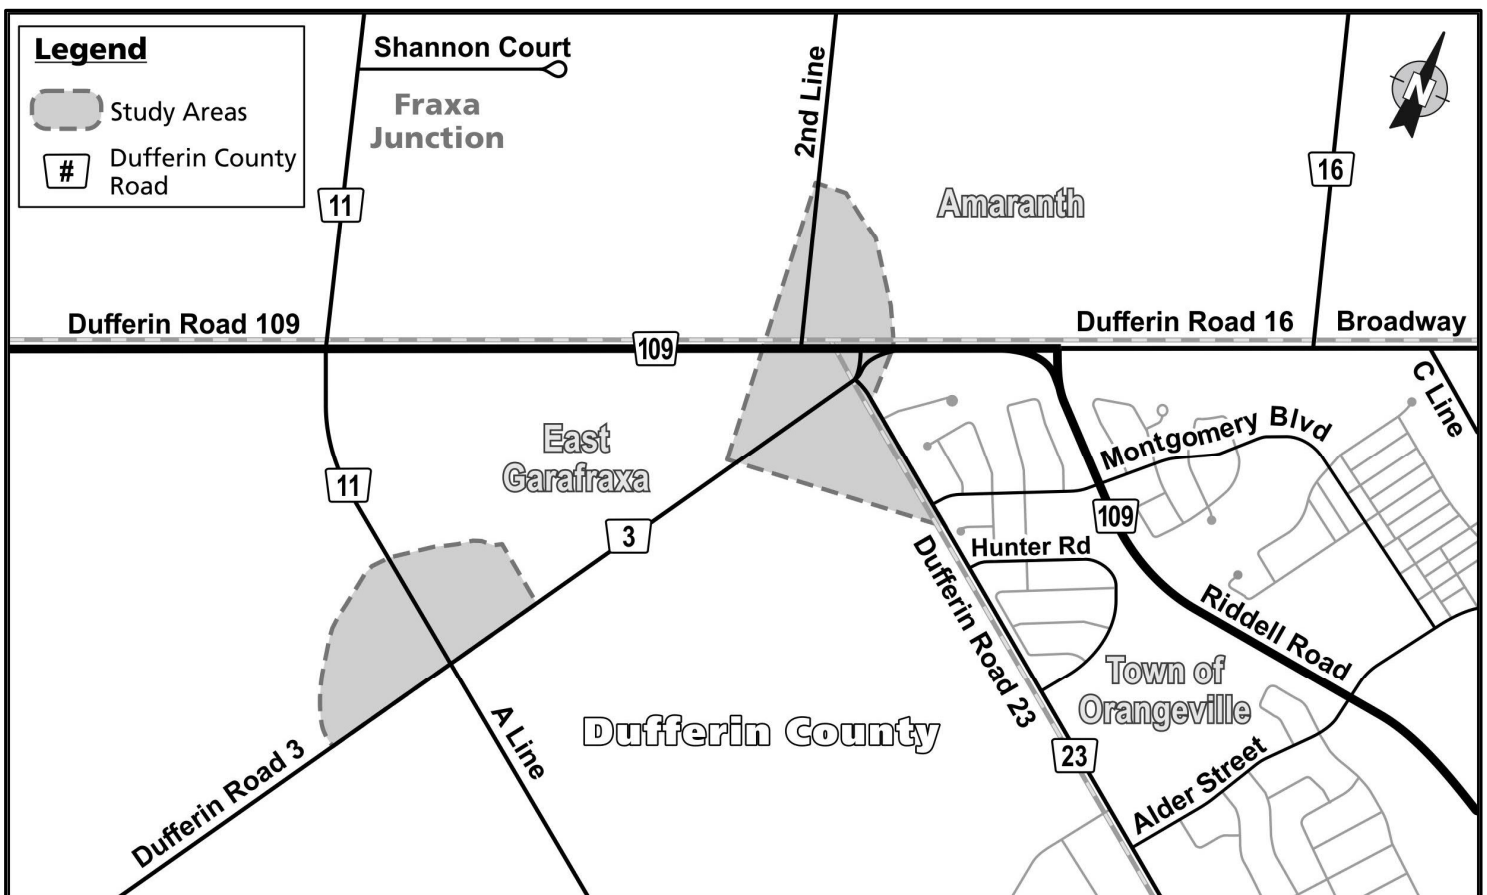 Legend
Study Areas
#
Dufferin County
Road
Shannon Court
Fraxa
Junction
2nd Line
N
11
16
Amaranth
Dufferin Road 109
109
Dufferin Road 16
Broadway
C Line
East
Garafraxa
Montgomery Blvd
11
3
109
Hunter Rd
Dufferin Road 23
Riddell Road
Town of
Orangeville
Dufferin County
A Line
23
Dufferin Road 3
Alder Street